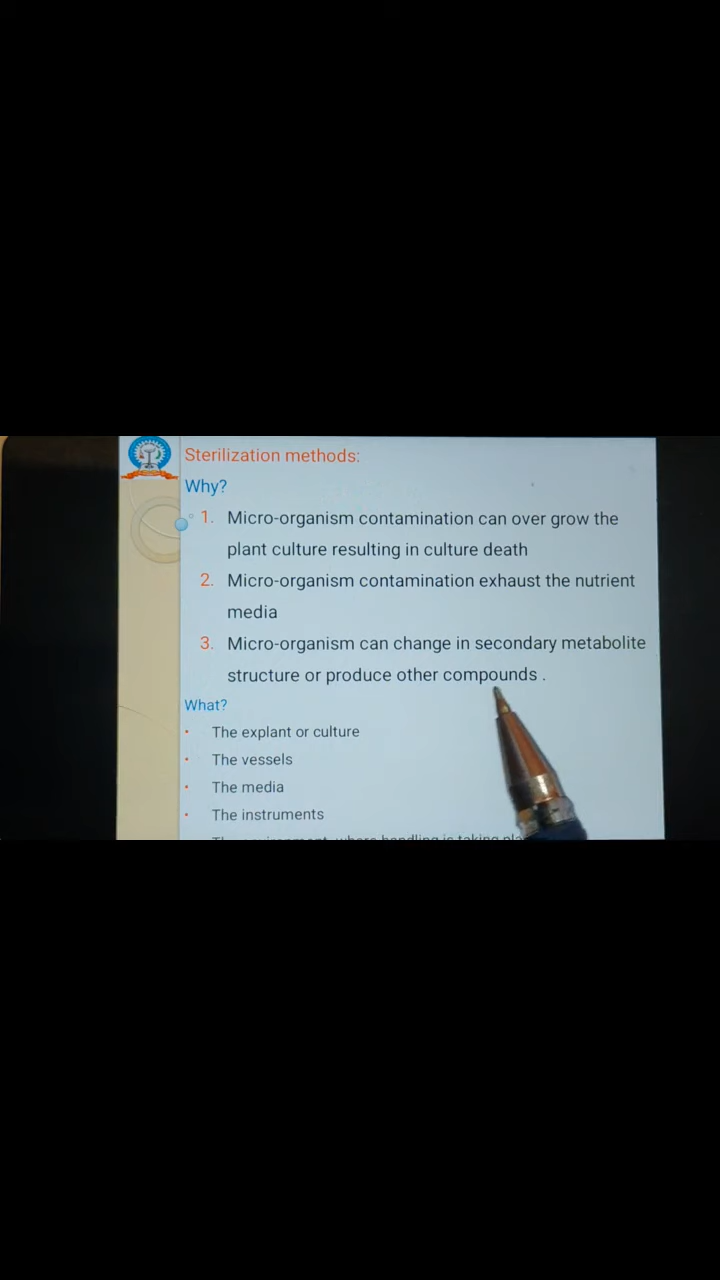 Sterilization methods:
Why?
1. Micro-organism contamination can over grow the
plant culture resulting in culture death
2. Micro-organism contamination exhaust the nutrient
media
3. Micro-organism can change in secondary metabolite
structure or produce other compounds .
What?
• The explant or culture
• The vessels
• The media
• The instruments